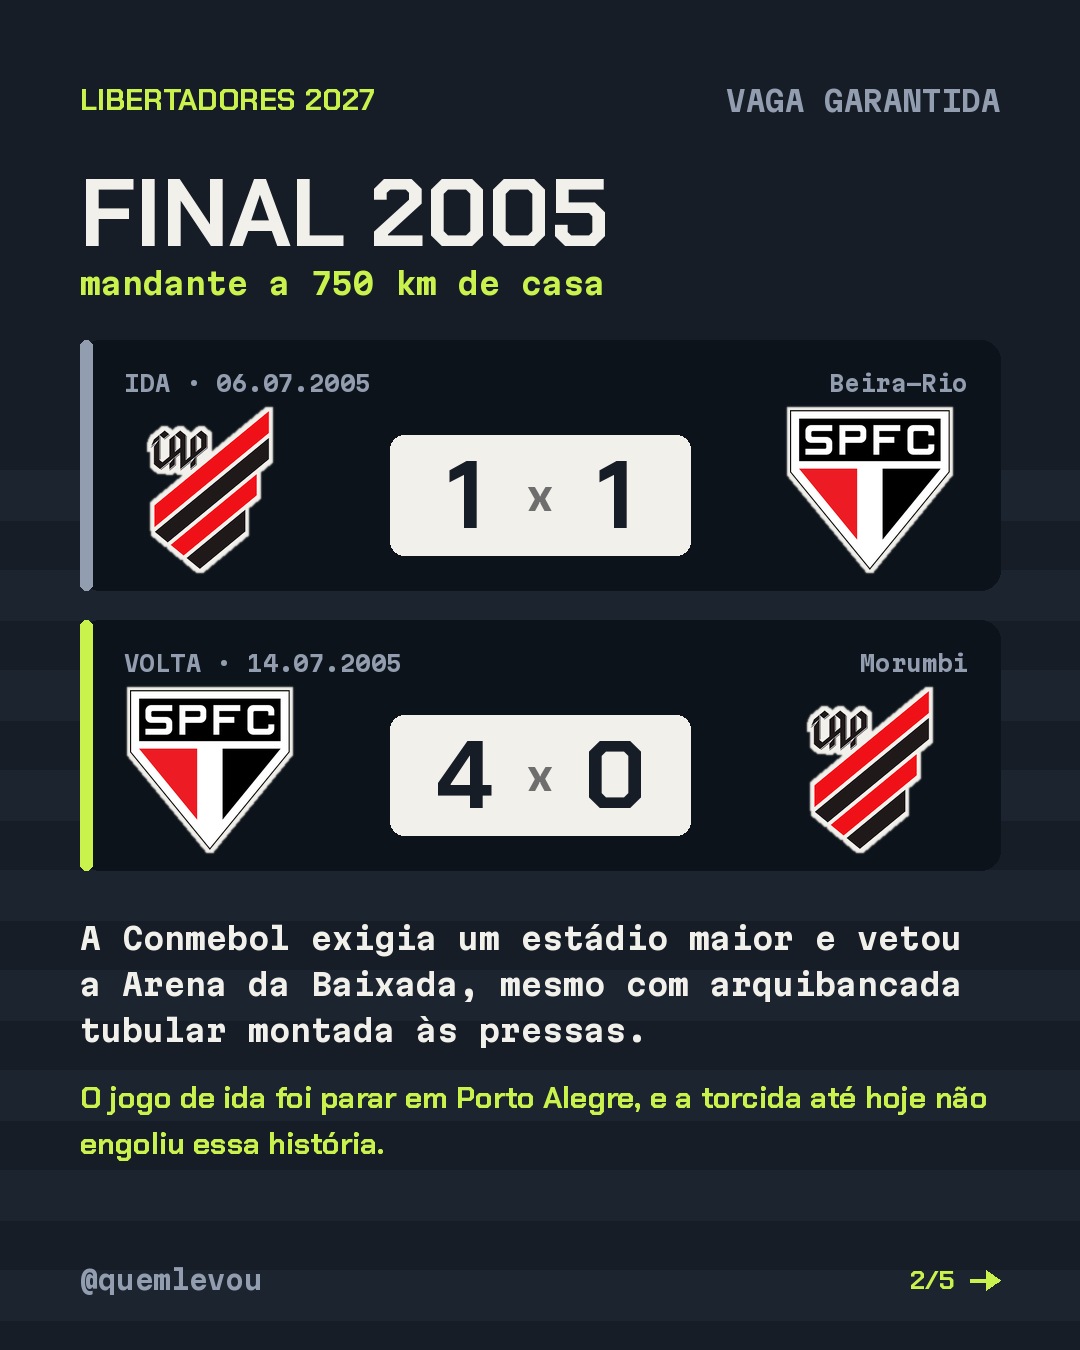 LIBERTADORES 2027
VAGA GARANTIDA
FINAL 2005
mandante a 750 km de casa
IDA · 06.07.2005
Beira-Rio
CAP
1 x 1
SPFC
VOLTA · 14.07.2005
Morumbi
SPFC
4 x 0
CAP
A Conmebol exigia um estádio maior e vetou
a Arena da Baixada, mesmo com arquibancada
tubular montada às pressas.
O jogo de ida foi parar em Porto Alegre, e a torcida até hoje não
engoliu essa história.
@quemlevou
2/5 →